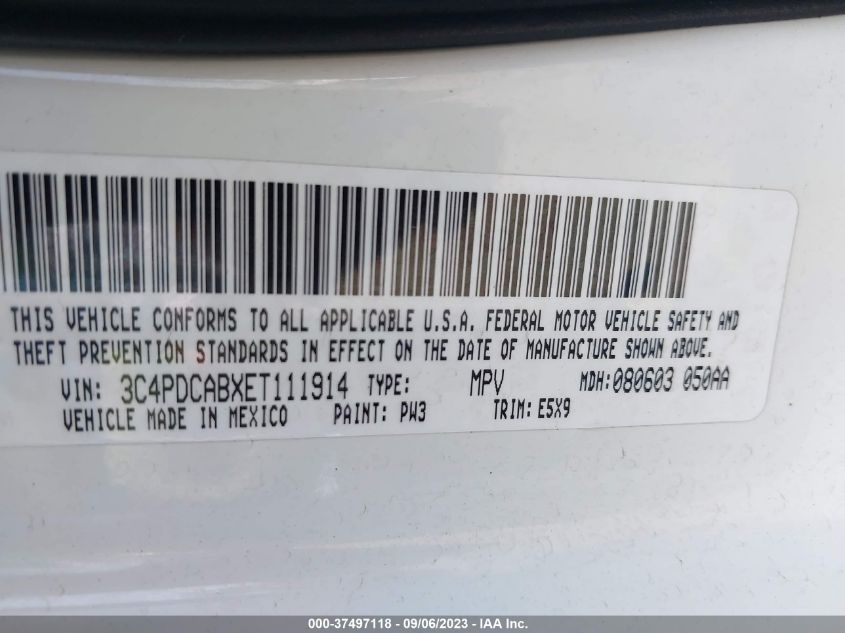 THIS VEHICLE CONFORMS TO ALL APPLICABLE U.S.A. FEDERAL MOTOR VEHICLE SAFETY AND
THEFT PREVENTION STANDARDS IN EFFECT ON THE DATE OF MANUFACTURE SHOWN ABOVE.
VIN: 3C4PDCABXET111914 TYPE: MPV MDH: 080603 050AA
VEHICLE MADE IN MEXICO PAINT: PW3 TRIM: E5X9
000-37497118 - 09/06/2023 - IAA Inc.